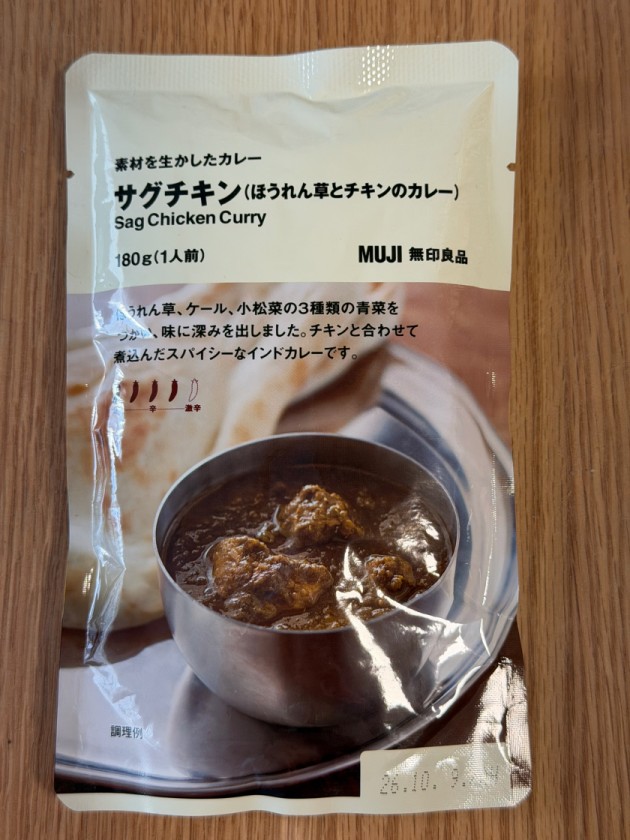 素材を生かしたカレー
サグチキン(ほうれん草とチキンのカレー)
Sag Chicken Curry
180g(1人前)
MUJI 無印良品
ほうれん草、ケール、小松菜の3種類の青菜を
つかい、味に深みを出しました。チキンと合わせて
煮込んだスパイシーなインドカレーです。
辛 激辛
調理例
26.10. 9.